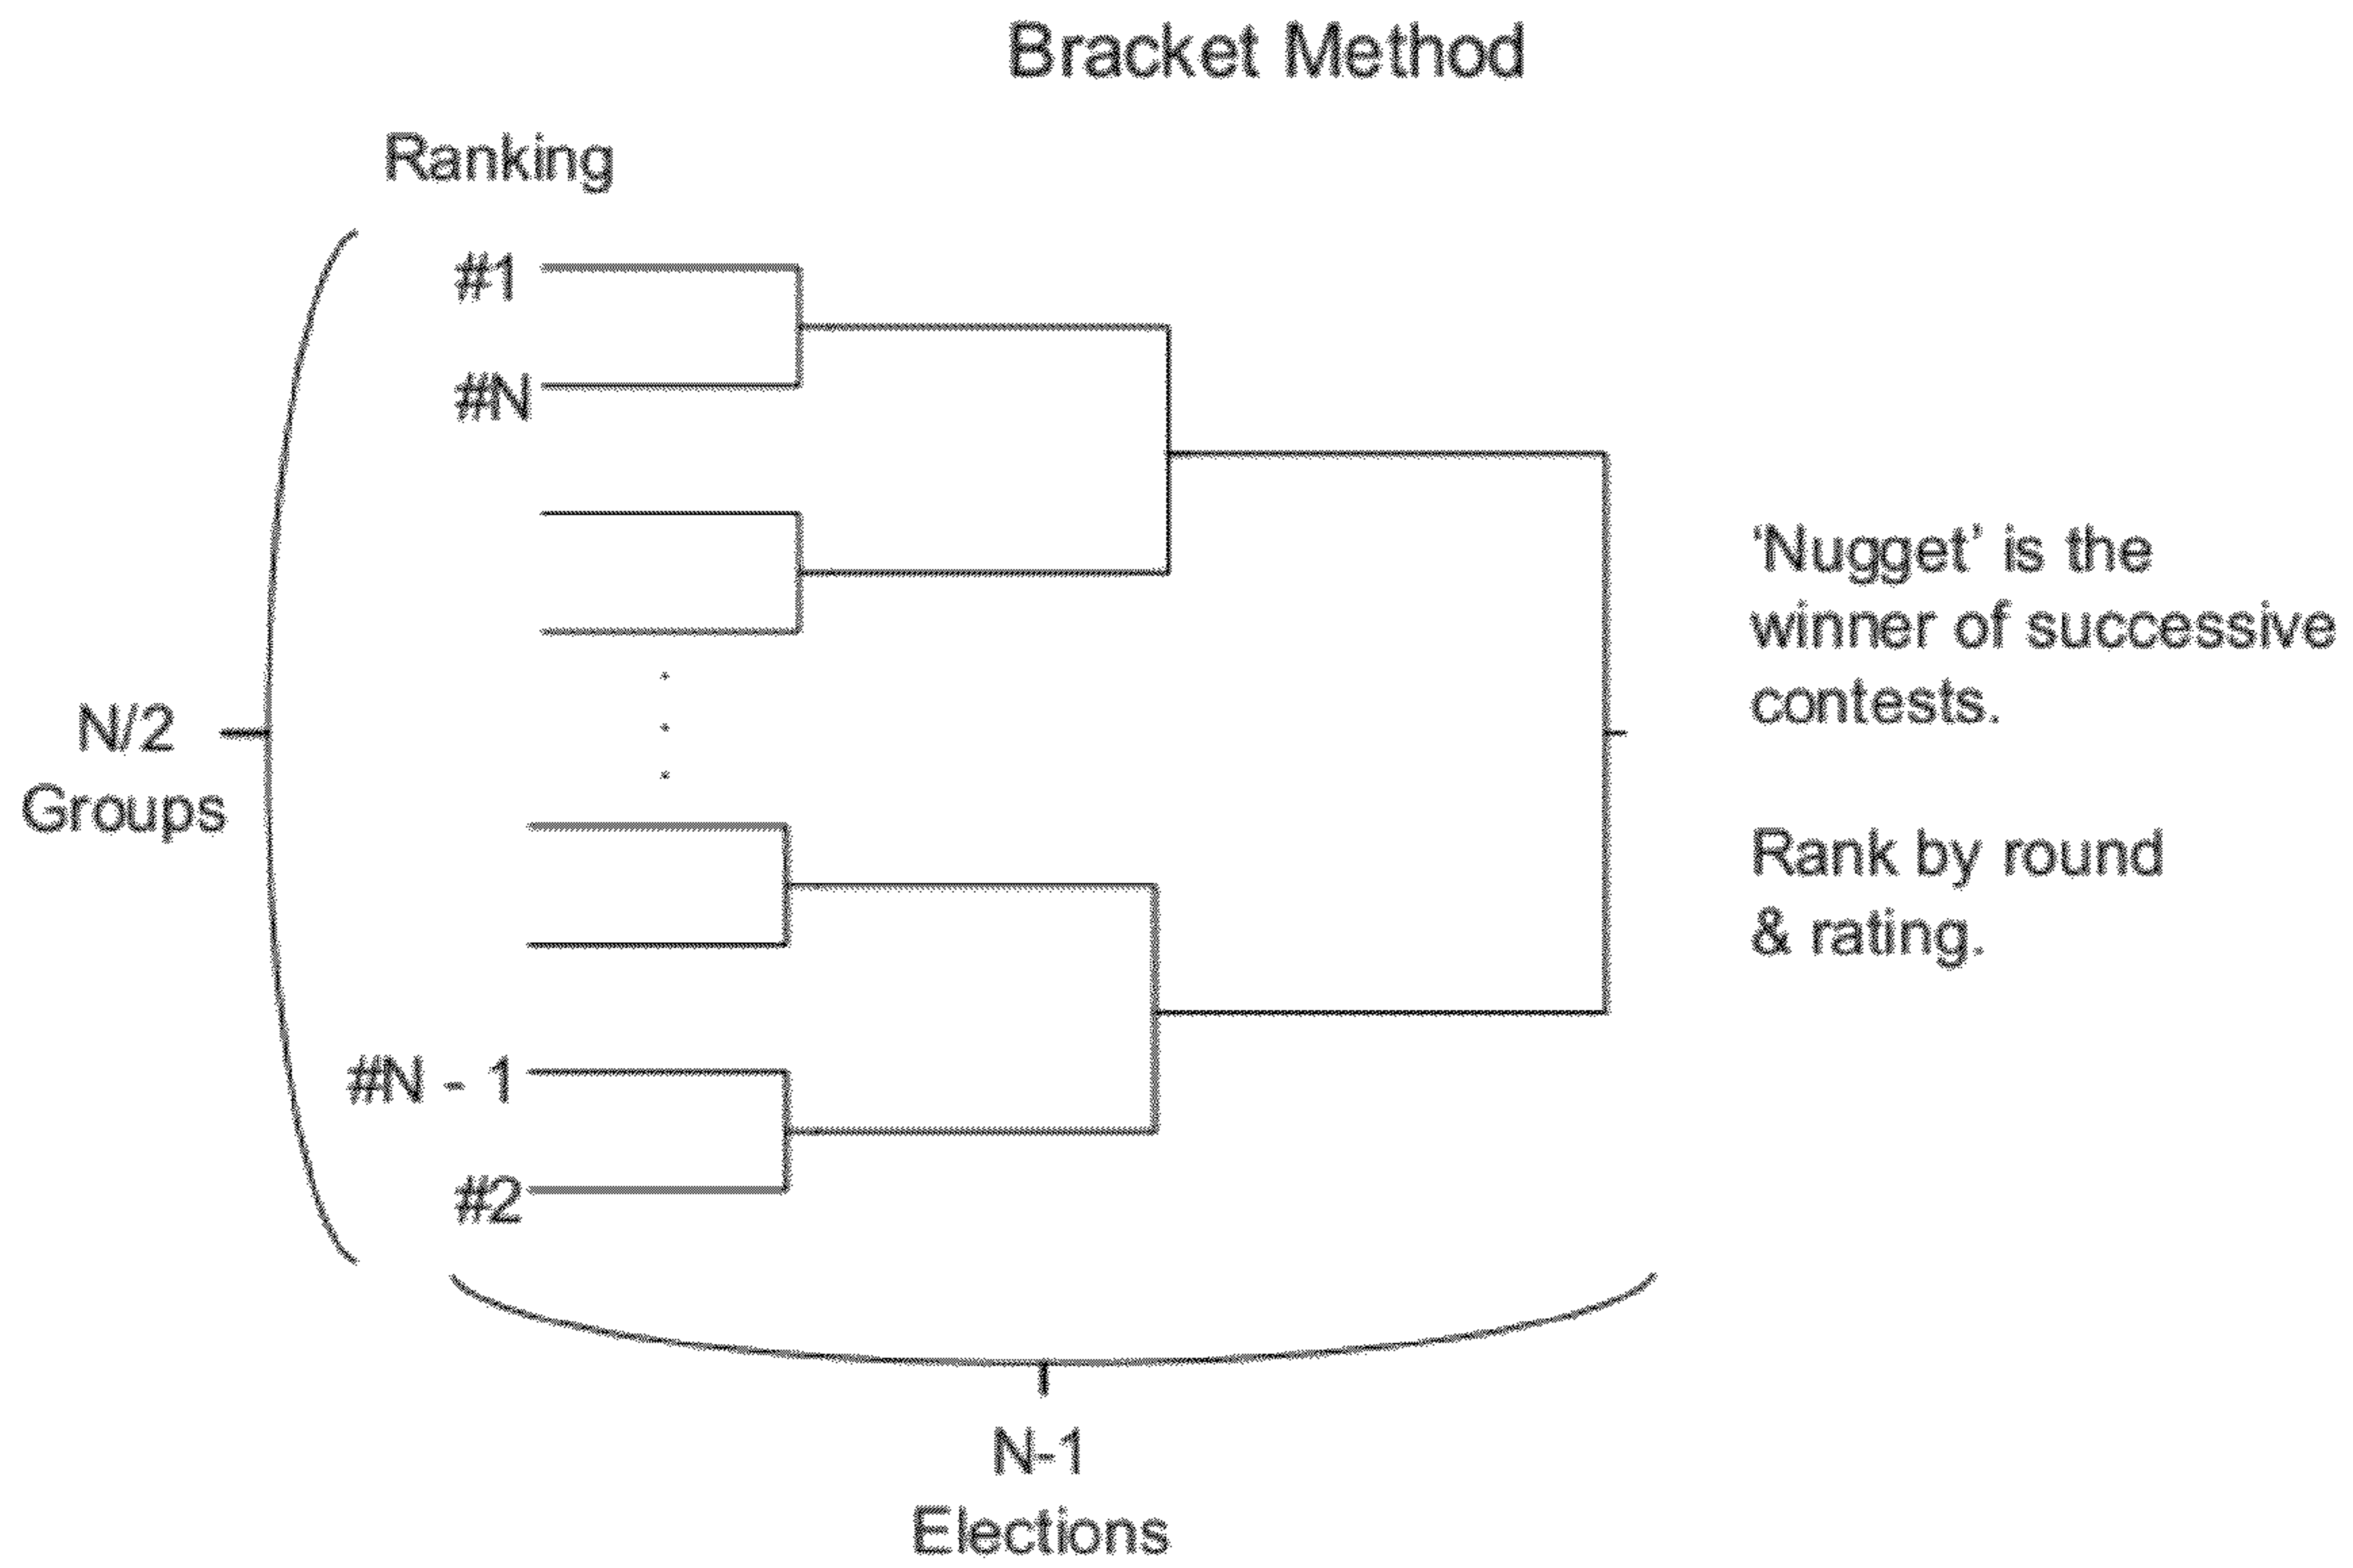 Bracket Method
Ranking
#1
#N
N/2
Groups
#N - 1
#2
'Nugget' is the
winner of successive
contests.
Rank by round
& rating.
N-1
Elections